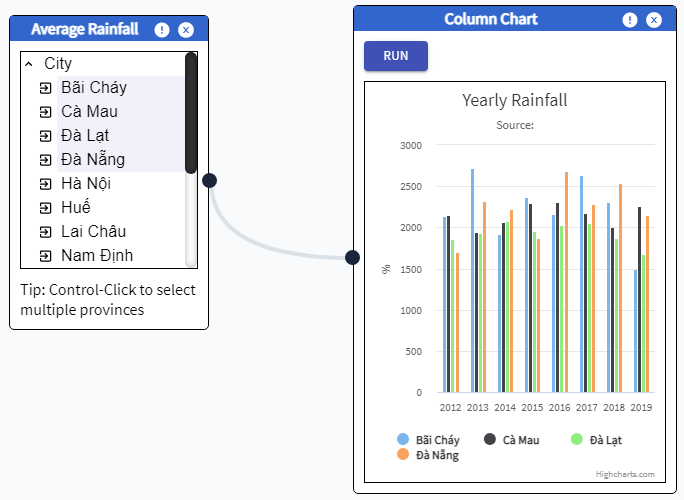 Average Rainfall ! x
City
Bãi Cháy
Cà Mau
Đà Lạt
Đà Nẵng
Hà Nội
Huế
Lai Châu
Nam Định
Tip: Control-Click to select
multiple provinces
Column Chart ! x
RUN
Yearly Rainfall
Source:
3000
2500
2000
1500
1000
500
0
%
2012 2013 2014 2015 2016 2017 2018 2019
Bãi Cháy Cà Mau Đà Lạt
Đà Nẵng
Highcharts.com